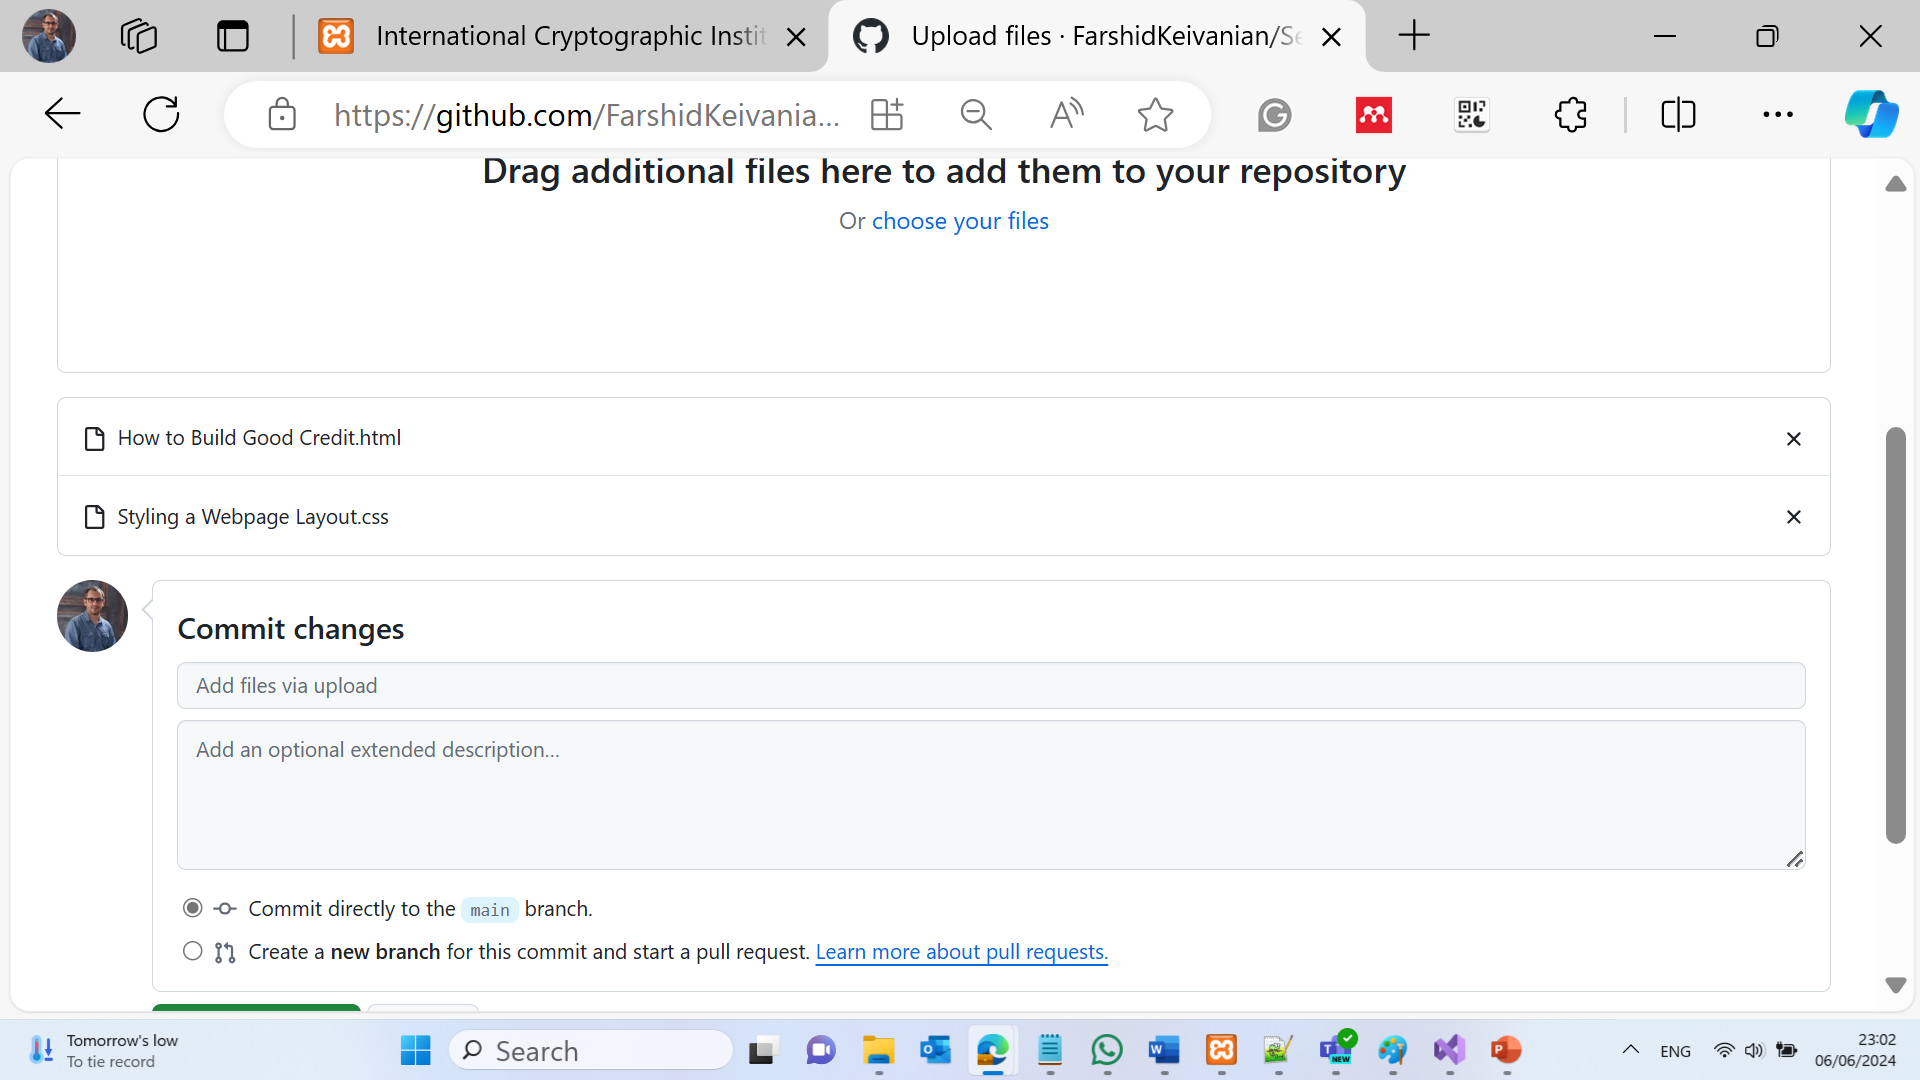 International Cryptographic Instit
Upload files · FarshidKeivanian/Se
https://github.com/FarshidKeivania...
Drag additional files here to add them to your repository
Or choose your files
How to Build Good Credit.html
Styling a Webpage Layout.css
Commit changes
Add files via upload
Add an optional extended description...
Commit directly to the main branch.
Create a new branch for this commit and start a pull request. Learn more about pull requests.
Tomorrow's low
To tie record
Search
NEW
ENG
23:02
06/06/2024